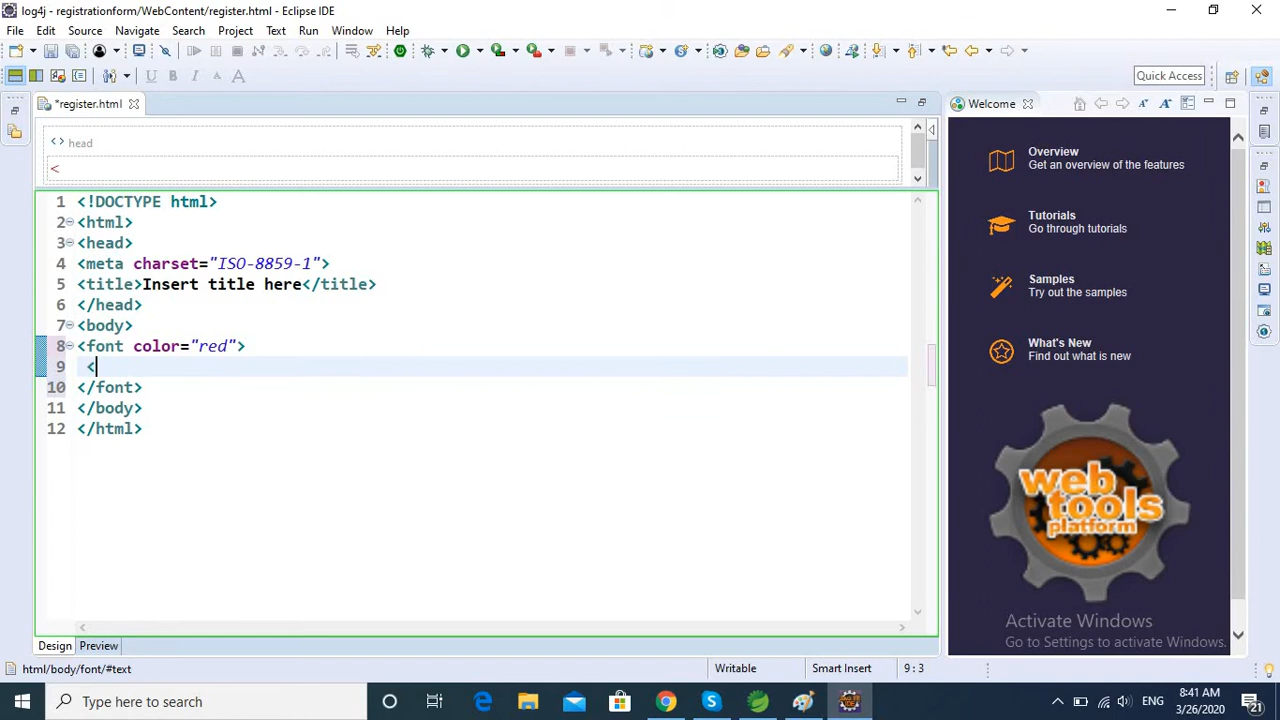 log4j - registrationform/WebContent/register.html - Eclipse IDE
File Edit Source Navigate Search Project Text Run Window Help
Quick Access
*register.html
Welcome
<> head
<
1 <!DOCTYPE html>
2 <html>
3 <head>
4 <meta charset="ISO-8859-1">
5 <title>Insert title here</title>
6 </head>
7 <body>
8 <font color="red">
9 <
10 </font>
11 </body>
12 </html>
Overview
Get an overview of the features
Tutorials
Go through tutorials
Samples
Try out the samples
What's New
Find out what is new
web
tools
platform
Activate Windows
Go to Settings to activate Windows.
Design Preview
html/body/font/#text
Writable
Smart Insert
9 : 3
Type here to search
ENG
8:41 AM
3/26/2020
21